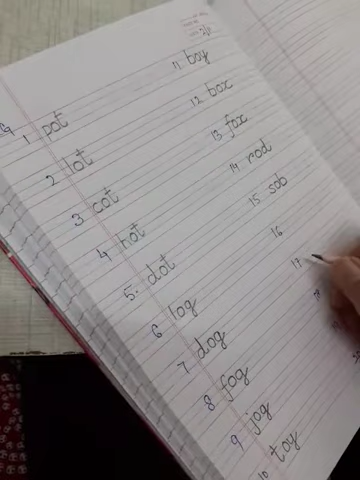 1 pot
2 lot
3 cot
4 hot
5. dot
6 log
7 dog
8 fog
9 jog
10 toy
11 boy
12 box
13 fox
14 rod
15 sob
16
17